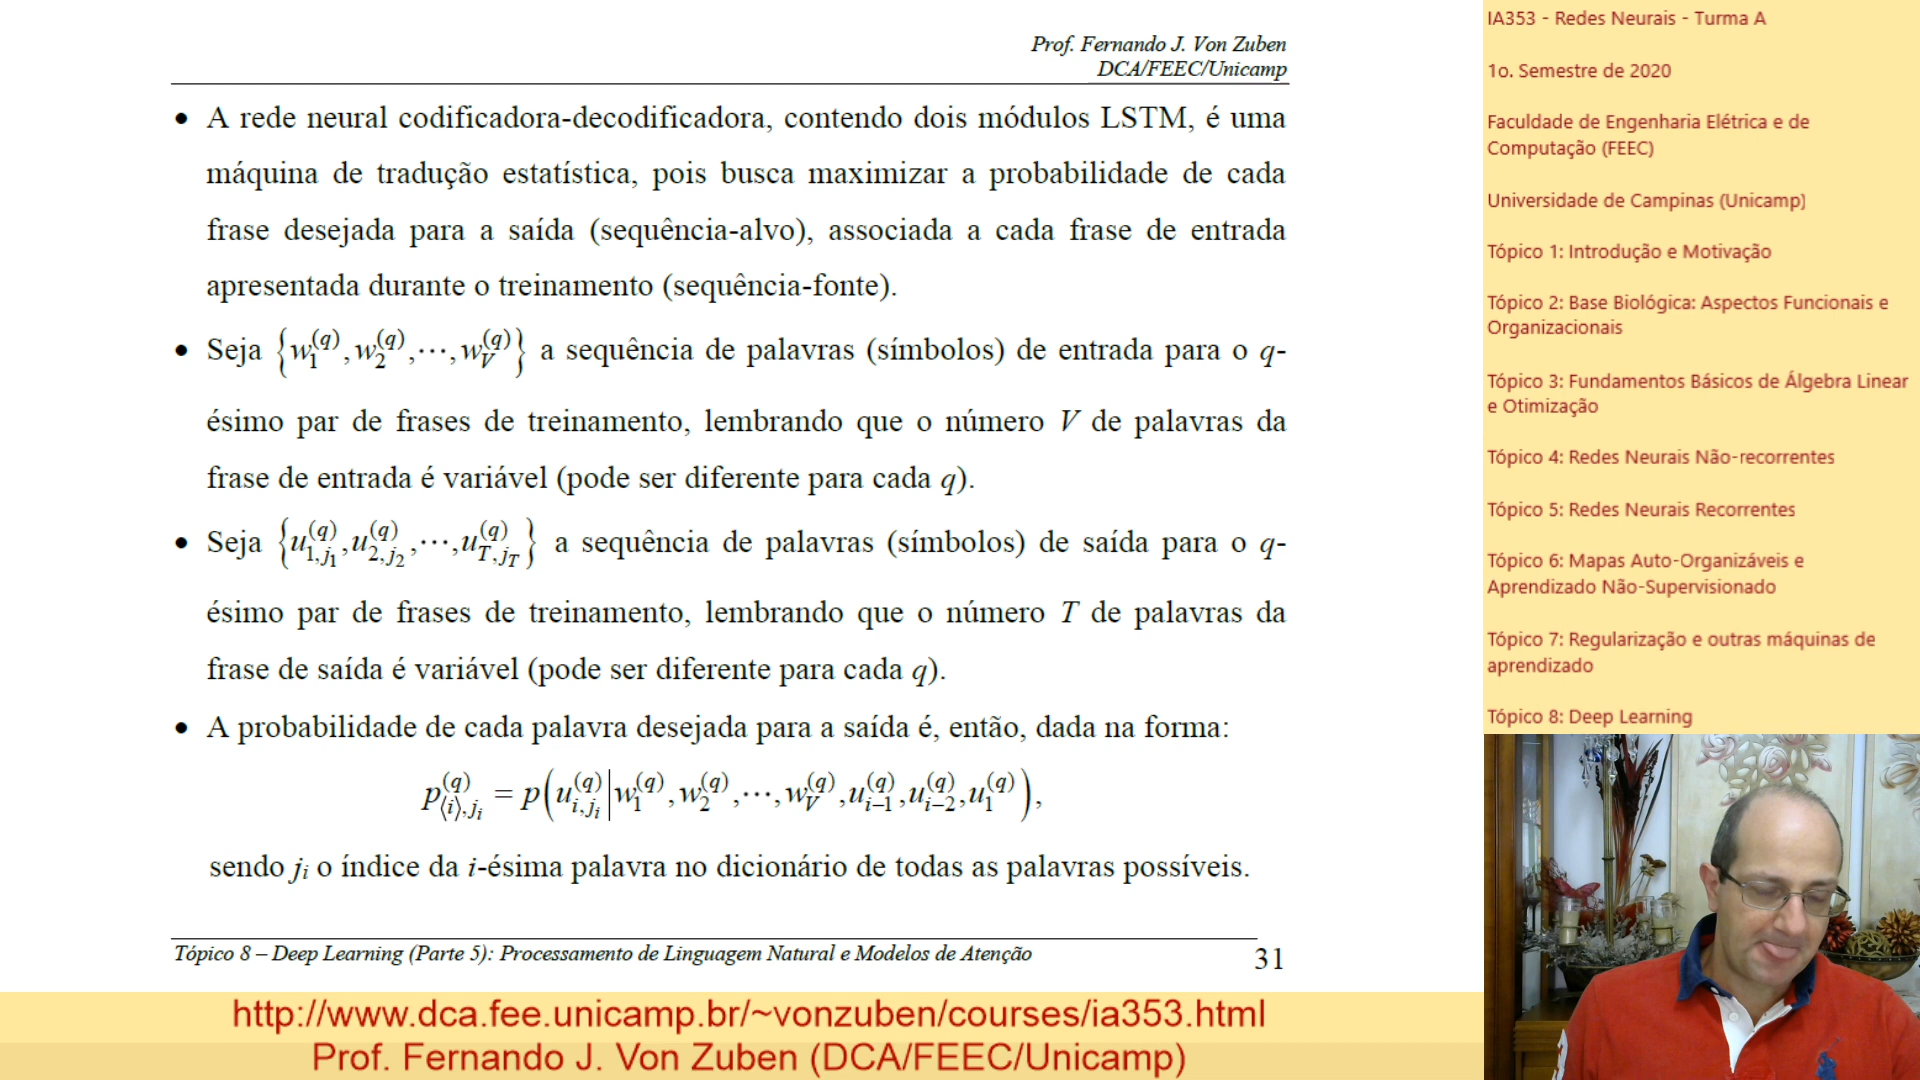 Prof. Fernando J. Von Zuben
DCA/FEEC/Unicamp
• A rede neural codificadora-decodificadora, contendo dois módulos LSTM, é uma
máquina de tradução estatística, pois busca maximizar a probabilidade de cada
frase desejada para a saída (sequência-alvo), associada a cada frase de entrada
apresentada durante o treinamento (sequência-fonte).
• Seja {w_1^(q), w_2^(q), ⋯, w_V^(q)} a sequência de palavras (símbolos) de entrada para o q-
ésimo par de frases de treinamento, lembrando que o número V de palavras da
frase de entrada é variável (pode ser diferente para cada q).
• Seja {u_{1,j_1}^(q), u_{2,j_2}^(q), ⋯, u_{T,j_T}^(q)} a sequência de palavras (símbolos) de saída para o q-
ésimo par de frases de treinamento, lembrando que o número T de palavras da
frase de saída é variável (pode ser diferente para cada q).
• A probabilidade de cada palavra desejada para a saída é, então, dada na forma:
p_{⟨i⟩,j_i}^(q) = p(u_{i,j_i}^(q) | w_1^(q), w_2^(q), ⋯, w_V^(q), u_{i−1}^(q), u_{i−2}^(q), u_1^(q)),
sendo j_i o índice da i-ésima palavra no dicionário de todas as palavras possíveis.
Tópico 8 – Deep Learning (Parte 5): Processamento de Linguagem Natural e Modelos de Atenção
31
http://www.dca.fee.unicamp.br/~vonzuben/courses/ia353.html
Prof. Fernando J. Von Zuben (DCA/FEEC/Unicamp)
IA353 - Redes Neurais - Turma A
1o. Semestre de 2020
Faculdade de Engenharia Elétrica e de
Computação (FEEC)
Universidade de Campinas (Unicamp)
Tópico 1: Introdução e Motivação
Tópico 2: Base Biológica: Aspectos Funcionais e
Organizacionais
Tópico 3: Fundamentos Básicos de Álgebra Linear
e Otimização
Tópico 4: Redes Neurais Não-recorrentes
Tópico 5: Redes Neurais Recorrentes
Tópico 6: Mapas Auto-Organizáveis e
Aprendizado Não-Supervisionado
Tópico 7: Regularização e outras máquinas de
aprendizado
Tópico 8: Deep Learning